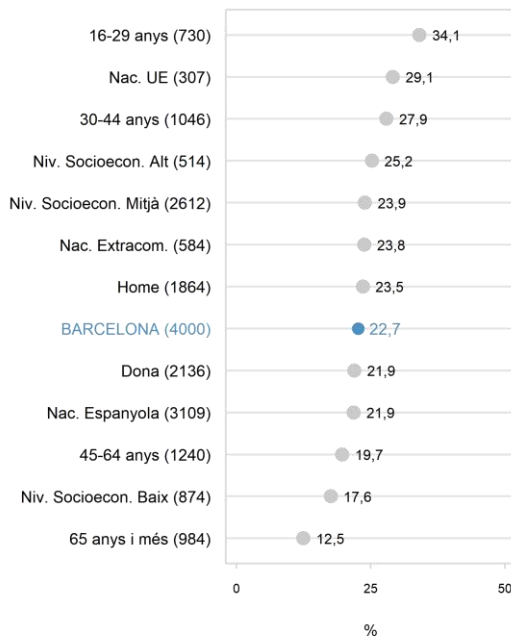 16-29 anys (730) 34,1
Nac. UE (307) 29,1
30-44 anys (1046) 27,9
Niv. Socioecon. Alt (514) 25,2
Niv. Socioecon. Mitjà (2612) 23,9
Nac. Extracom. (584) 23,8
Home (1864) 23,5
BARCELONA (4000) 22,7
Dona (2136) 21,9
Nac. Espanyola (3109) 21,9
45-64 anys (1240) 19,7
Niv. Socioecon. Baix (874) 17,6
65 anys i més (984) 12,5
0 25 50
%